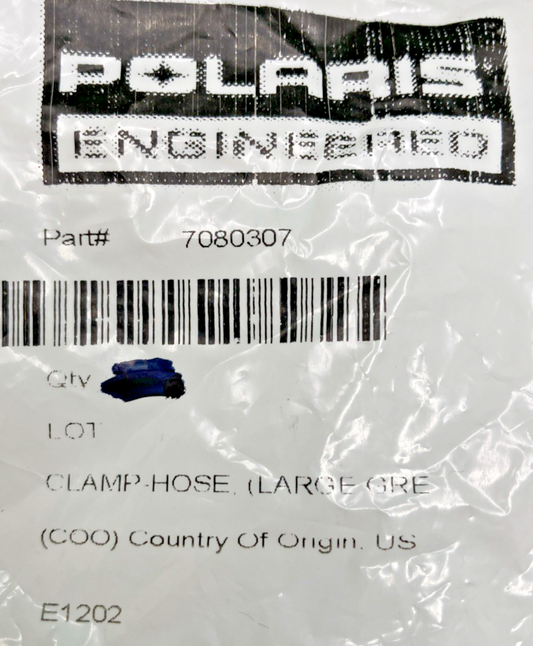 POLARIS
ENGINEERED
Part# 7080307
Qty
LOT
CLAMP-HOSE, (LARGE GRE
(COO) Country Of Origin. US
E1202